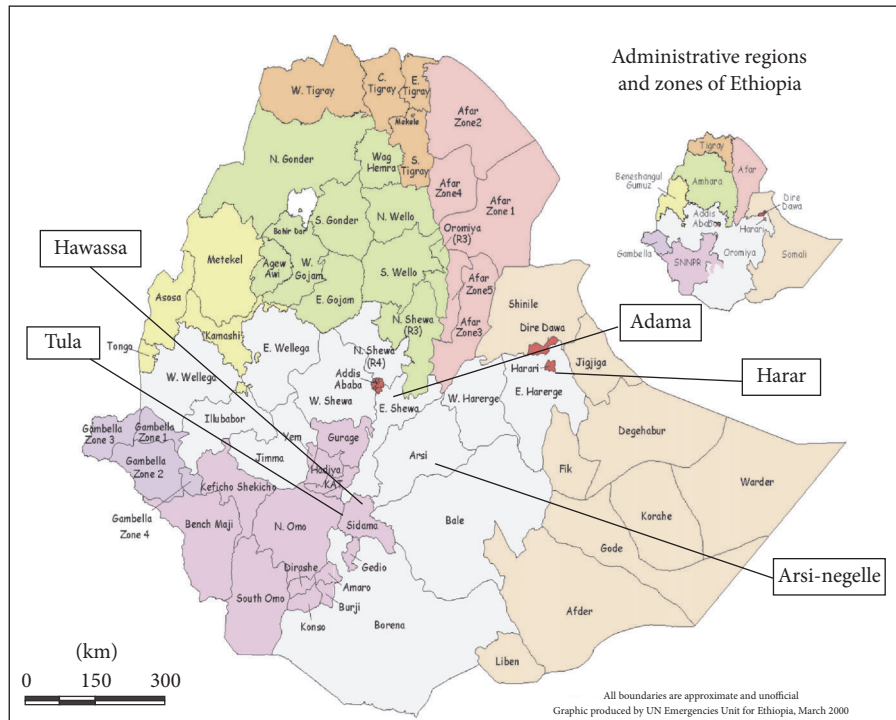 Administrative regions
and zones of Ethiopia
W. Tigray
C.
Tigray
E.
Tigray
Mekele
S.
Tigray
Afar
Zone2
N. Gonder
Wag
Hemra
Afar
Zone4
Afar
Zone 1
Bahir Dar
S. Gonder
N. Wello
Oromiya
(R3)
Metekel
Agew
Awi
W.
Gojam
E. Gojam
S. Wello
Afar
Zone5
Asosa
N. Shewa
(R3)
Afar
Zone3
Shinile
Dire Dawa
Tongo
Kamashi
E. Wellega
N. Shewa
(R4)
Addis
Ababa
W. Wellega
W. Shewa
E. Shewa
W. Harerge
Harari
E. Harerge
Jigjiga
Illubabor
Gambella
Zone 3
Gambella
Zone 1
Gambella
Zone 2
Gambella
Zone 4
Jimma
Yem
Gurage
Hadiya
KAT
Arsi
Degehabur
Fik
Warder
Keficho Shekicho
Bench Maji
N. Omo
Sidama
Bale
Korahe
Gode
Gedio
Dirashe
Amaro
Burji
South Omo
Konso
Borena
Afder
Liben
Hawassa
Tula
Adama
Harar
Arsi-negelle
Tigray
Afar
Beneshangul
Gumuz
Amhara
Dire
Dawa
Addis
Ababa
Harari
Gambella
SNNPR
Oromiya
Somali
(km)
0 150 300
All boundaries are approximate and unofficial
Graphic produced by UN Emergencies Unit for Ethiopia, March 2000